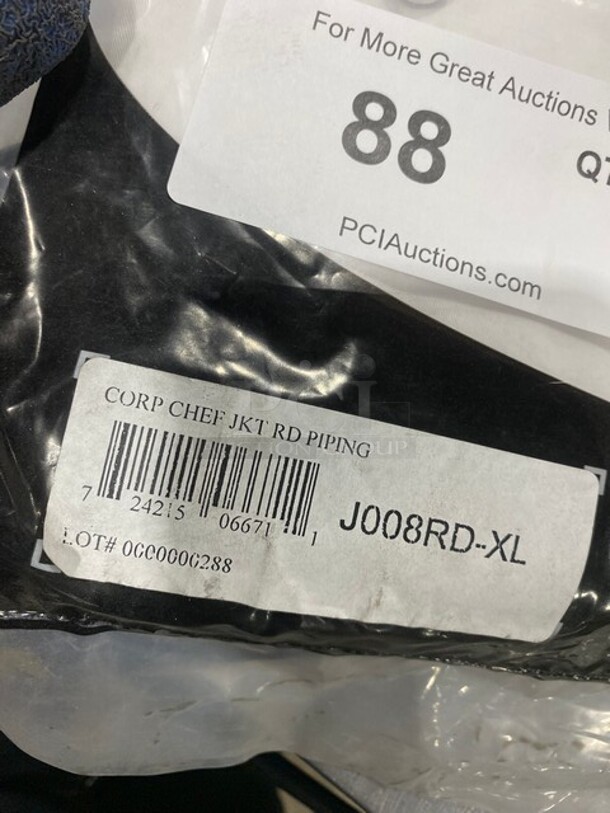 For More Great Auctions
88
PCIAuctions.com
CORP CHEF JKT RD PIPING
7 24215 06671 1
J008RD-XL
LOT# 0000000288